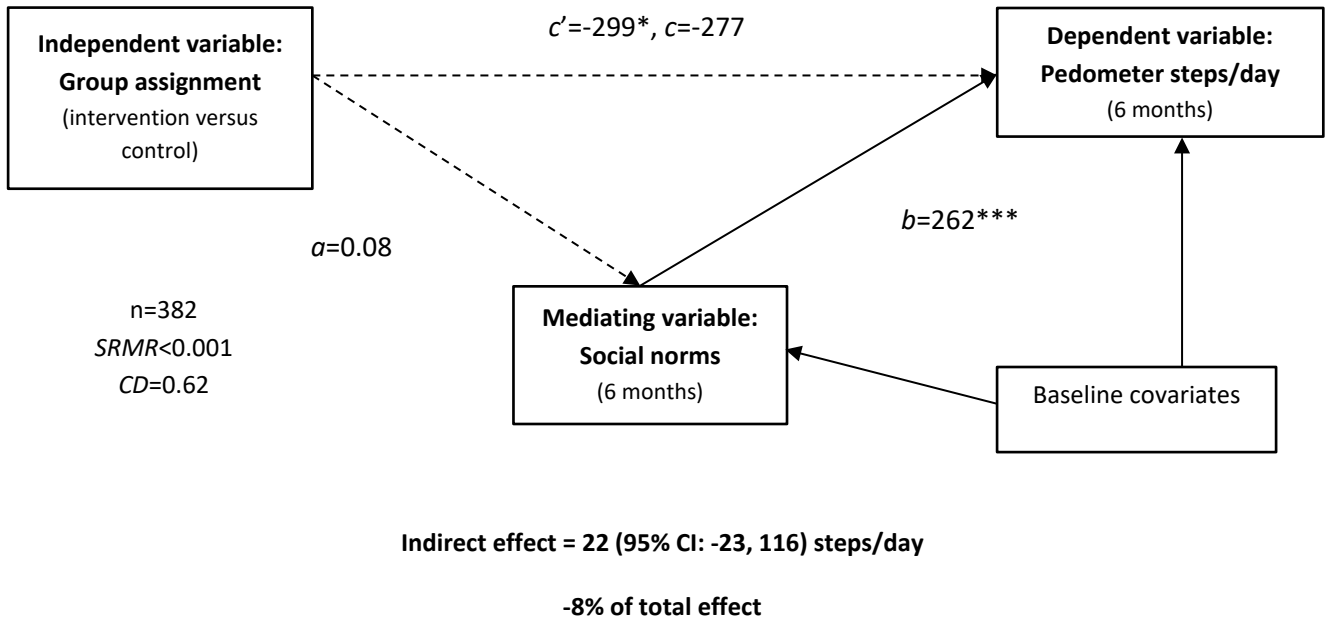 Independent variable:
Group assignment
(intervention versus
control)
c’=-299*, c=-277
Dependent variable:
Pedometer steps/day
(6 months)
a=0.08
b=262***
n=382
SRMR<0.001
CD=0.62
Mediating variable:
Social norms
(6 months)
Baseline covariates
Indirect effect = 22 (95% CI: -23, 116) steps/day
-8% of total effect